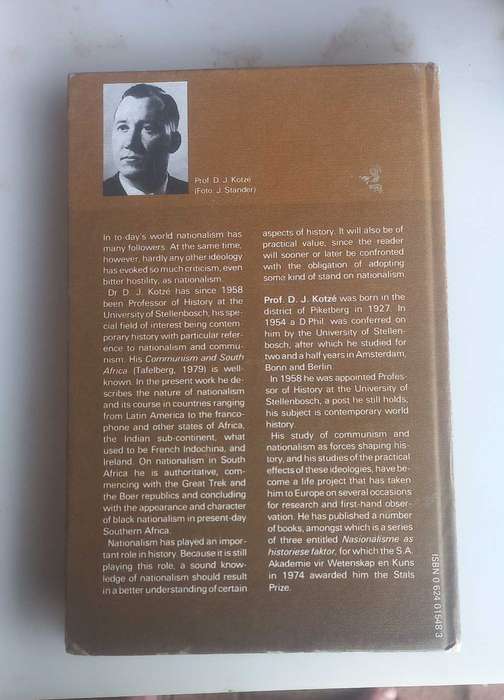 Prof. D. J. Kotzé
(Foto: J. Stander)
In to-day's world nationalism has
many followers. At the same time,
however, hardly any other ideology
has evoked so much criticism, even
bitter hostility, as nationalism.
Dr D. J. Kotzé has since 1958
been Professor of History at the
University of Stellenbosch, his spe-
cial field of interest being contem-
porary history with particular refer-
ence to nationalism and commu-
nism. His Communism and South
Africa (Tafelberg, 1979) is well-
known. In the present work he de-
scribes the nature of nationalism
and its course in countries ranging
from Latin America to the franco-
phone and other states of Africa,
the Indian sub-continent, what
used to be French Indochina, and
Ireland. On nationalism in South
Africa he is authoritative, com-
mencing with the Great Trek and
the Boer republics and concluding
with the appearance and character
of black nationalism in present-day
Southern Africa.
Nationalism has played an impor-
tant role in history. Because it is still
playing this role, a sound know-
ledge of nationalism should result
in a better understanding of certain
aspects of history. It will also be of
practical value, since the reader
will sooner or later be confronted
with the obligation of adopting
some kind of stand on nationalism.
Prof. D. J. Kotzé was born in the
district of Piketberg in 1927. In
1954 a D.Phil. was conferred on
him by the University of Stellen-
bosch, after which he studied for
two and a half years in Amsterdam,
Bonn and Berlin.
In 1958 he was appointed Profes-
sor of History at the University of
Stellenbosch, a post he still holds,
his subject is contemporary world
history.
His study of communism and
nationalism as forces shaping his-
tory, and his studies of the practical
effects of these ideologies, have be-
come a life project that has taken
him to Europe on several occasions
for research and first-hand obser-
vation. He has published a number
of books, amongst which is a series
of three entitled Nasionalisme as
historiese faktor, for which the S.A.
Akademie vir Wetenskap en Kuns
in 1974 awarded him the Stals
Prize.
ISBN 0 624 01548 3